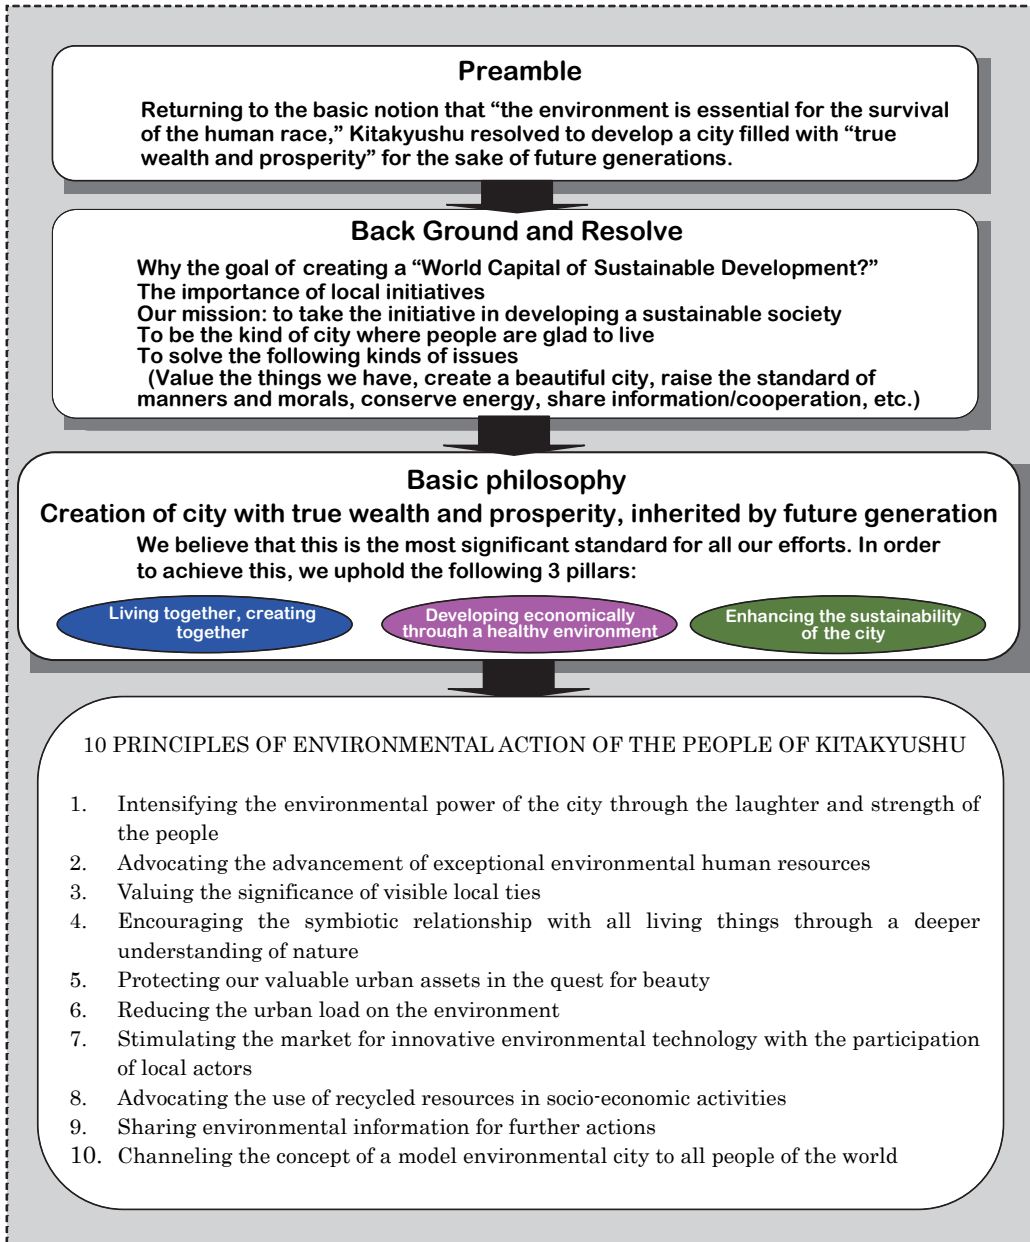 Preamble
Returning to the basic notion that “the environment is essential for the survival
of the human race,” Kitakyushu resolved to develop a city filled with “true
wealth and prosperity” for the sake of future generations.
Back Ground and Resolve
Why the goal of creating a “World Capital of Sustainable Development?”
The importance of local initiatives
Our mission: to take the initiative in developing a sustainable society
To be the kind of city where people are glad to live
To solve the following kinds of issues
(Value the things we have, create a beautiful city, raise the standard of
manners and morals, conserve energy, share information/cooperation, etc.)
Basic philosophy
Creation of city with true wealth and prosperity, inherited by future generation
We believe that this is the most significant standard for all our efforts. In order
to achieve this, we uphold the following 3 pillars:
Living together, creating
together
Developing economically
through a healthy environment
Enhancing the sustainability
of the city
10 PRINCIPLES OF ENVIRONMENTAL ACTION OF THE PEOPLE OF KITAKYUSHU
1. Intensifying the environmental power of the city through the laughter and strength of
the people
2. Advocating the advancement of exceptional environmental human resources
3. Valuing the significance of visible local ties
4. Encouraging the symbiotic relationship with all living things through a deeper
understanding of nature
5. Protecting our valuable urban assets in the quest for beauty
6. Reducing the urban load on the environment
7. Stimulating the market for innovative environmental technology with the participation
of local actors
8. Advocating the use of recycled resources in socio-economic activities
9. Sharing environmental information for further actions
10. Channeling the concept of a model environmental city to all people of the world